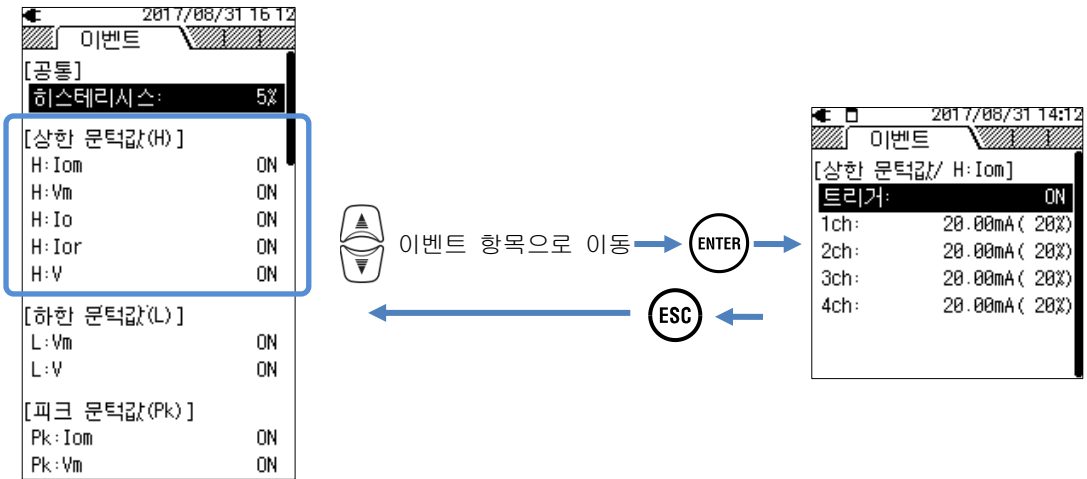 2017/08/31 16 12
이벤트
[공통]
히스테리시스: 5%
[상한 문턱값(H)]
H:Iom ON
H:Vm ON
H:Io ON
H:Ior ON
H:V ON
[하한 문턱값(L)]
L:Vm ON
L:V ON
[피크 문턱값(Pk)]
Pk:Iom ON
Pk:Vm ON
이벤트 항목으로 이동
ENTER
ESC
2017/08/31 14:12
이벤트
[상한 문턱값/ H:Iom]
트리거: ON
1ch: 20.00mA( 20%)
2ch: 20.00mA( 20%)
3ch: 20.00mA( 20%)
4ch: 20.00mA( 20%)